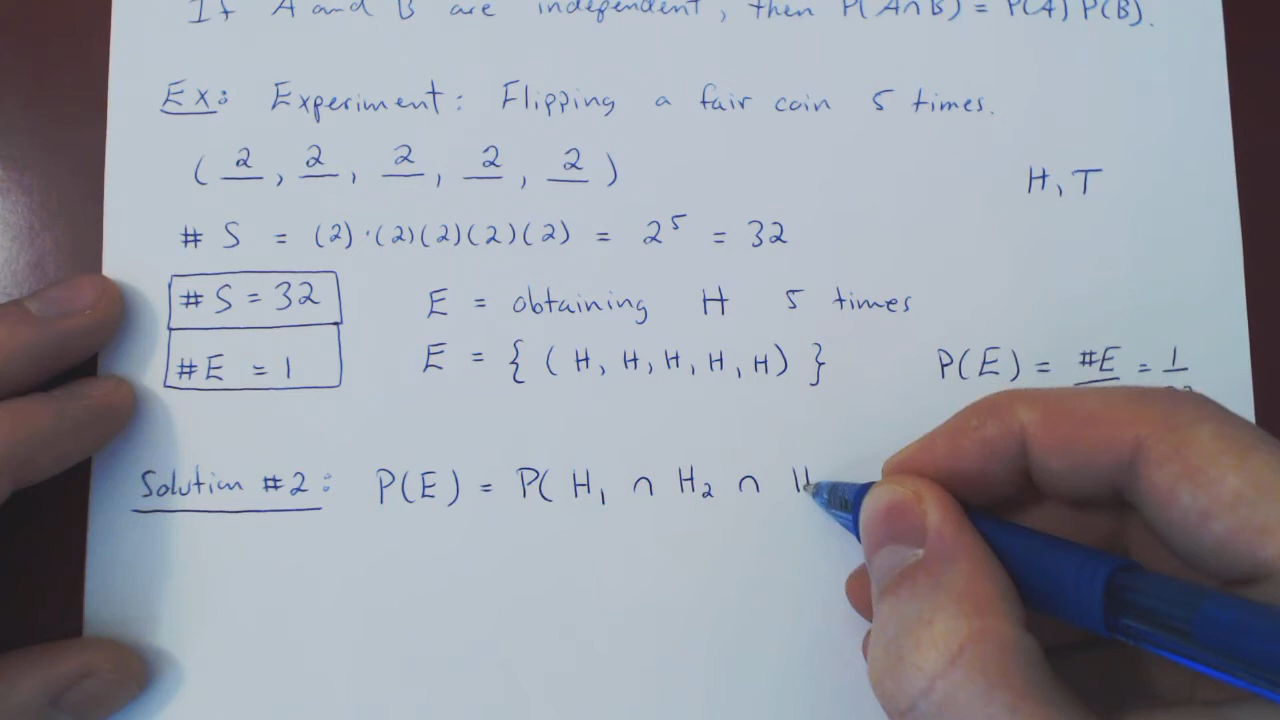 If A and B are independent, then P(A∩B) = P(A) P(B).
Ex: Experiment: Flipping a fair coin 5 times.
( 2, 2, 2, 2, 2 )
H, T
# S = (2)·(2)(2)(2)(2) = 2⁵ = 32
# S = 32
E = obtaining H 5 times
# E = 1
E = { ( H, H, H, H, H ) }
P(E) = #E = 1
Solution #2: P(E) = P( H₁ ∩ H₂ ∩ H